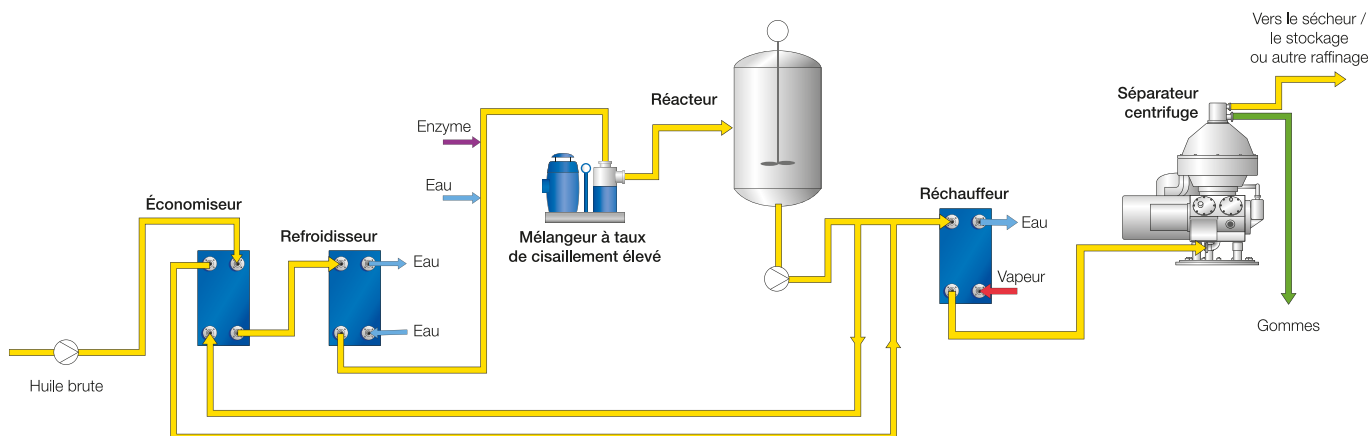 Vers le sécheur /
le stockage
ou autre raffinage
Séparateur
centrifuge
Réacteur
Enzyme
Eau
Économiseur
Réchauffeur
Eau
Refroidisseur
Mélangeur à taux
de cisaillement élevé
Eau
Vapeur
Eau
Gommes
Huile brute